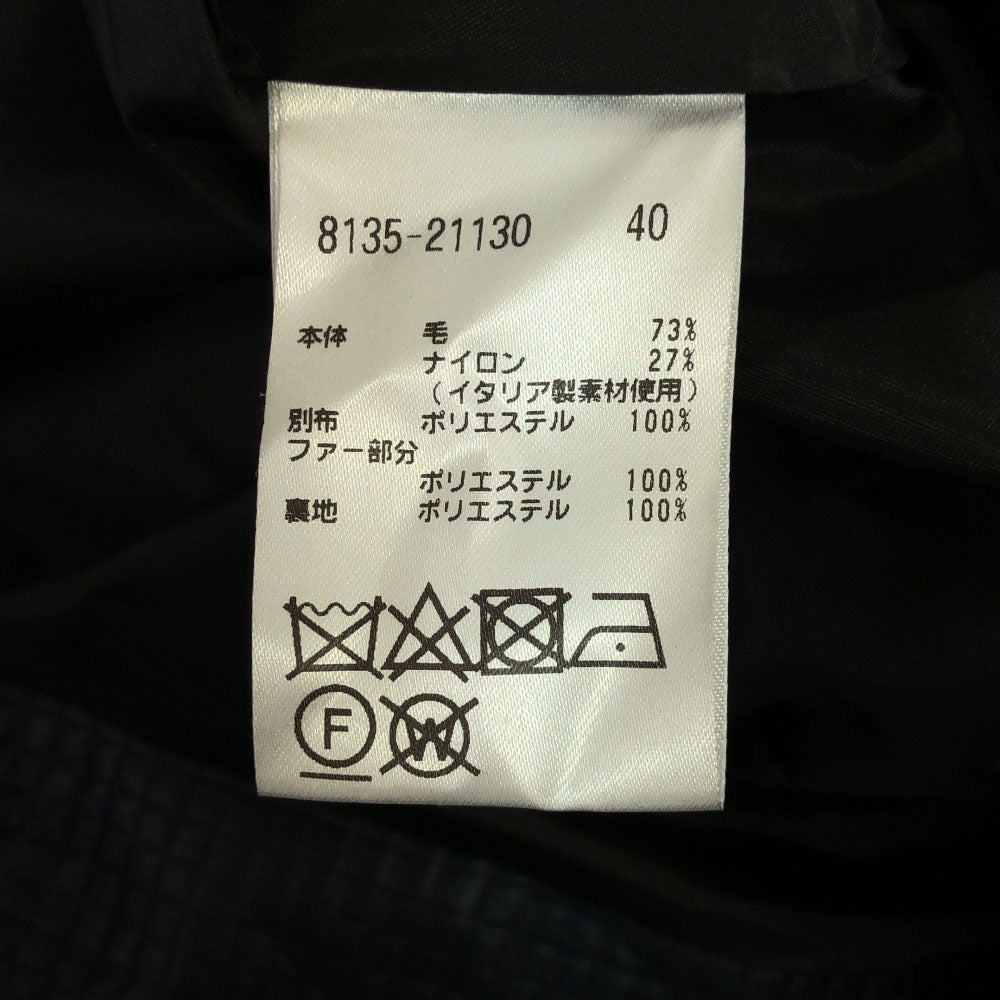 8135-21130 40
本体 毛 73%
ナイロン 27%
(イタリア製素材使用)
別布 ポリエステル 100%
ファー部分
ポリエステル 100%
裏地 ポリエステル 100%
F W